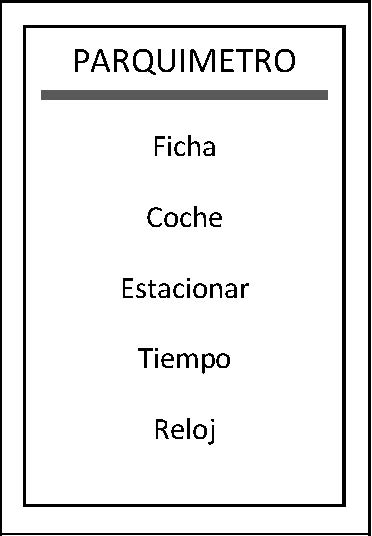 PARQUIMETRO
Ficha
Coche
Estacionar
Tiempo
Reloj